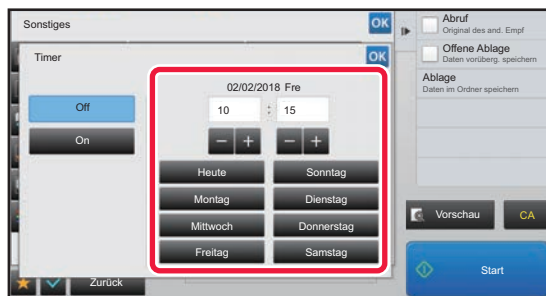 Sonstiges
OK
Timer
OK
Off
On
02/02/2018 Fre
10 : 15
Heute
Sonntag
Montag
Dienstag
Mittwoch
Donnerstag
Freitag
Samstag
Zurück
Abruf
Original des and. Empf
Offene Ablage
Daten vorüberg. speichern
Ablage
Daten im Ordner speichern
Vorschau
CA
Start